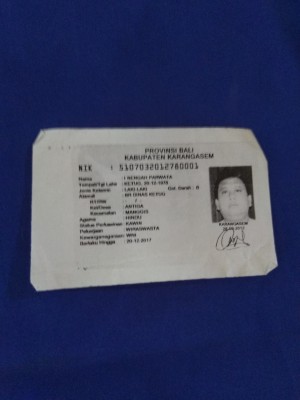 PROVINSI BALI
KABUPATEN KARANGASEM
NIK : 5107032012780001
Nama : I NENGAH PARWATA
Tempat/Tgl Lahir : KETUG, 20-12-1978
Jenis Kelamin : LAKI-LAKI Gol. Darah : B
Alamat : BR DINAS KETUG
RT/RW : /
Kel/Desa : ANTIGA
Kecamatan : MANGGIS
Agama : HINDU
Status Perkawinan : KAWIN
Pekerjaan : WIRASWASTA
Kewarganegaraan : WNI
Berlaku Hingga : 20-12-2017
KARANGASEM